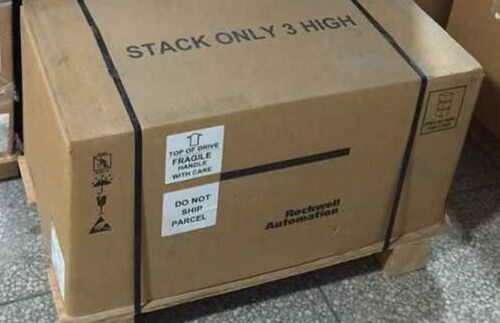 STACK ONLY 3 HIGH
TOP OF DRIVE
FRAGILE
HANDLE
WITH CARE
DO NOT
SHIP
PARCEL
Rockwell
Automation